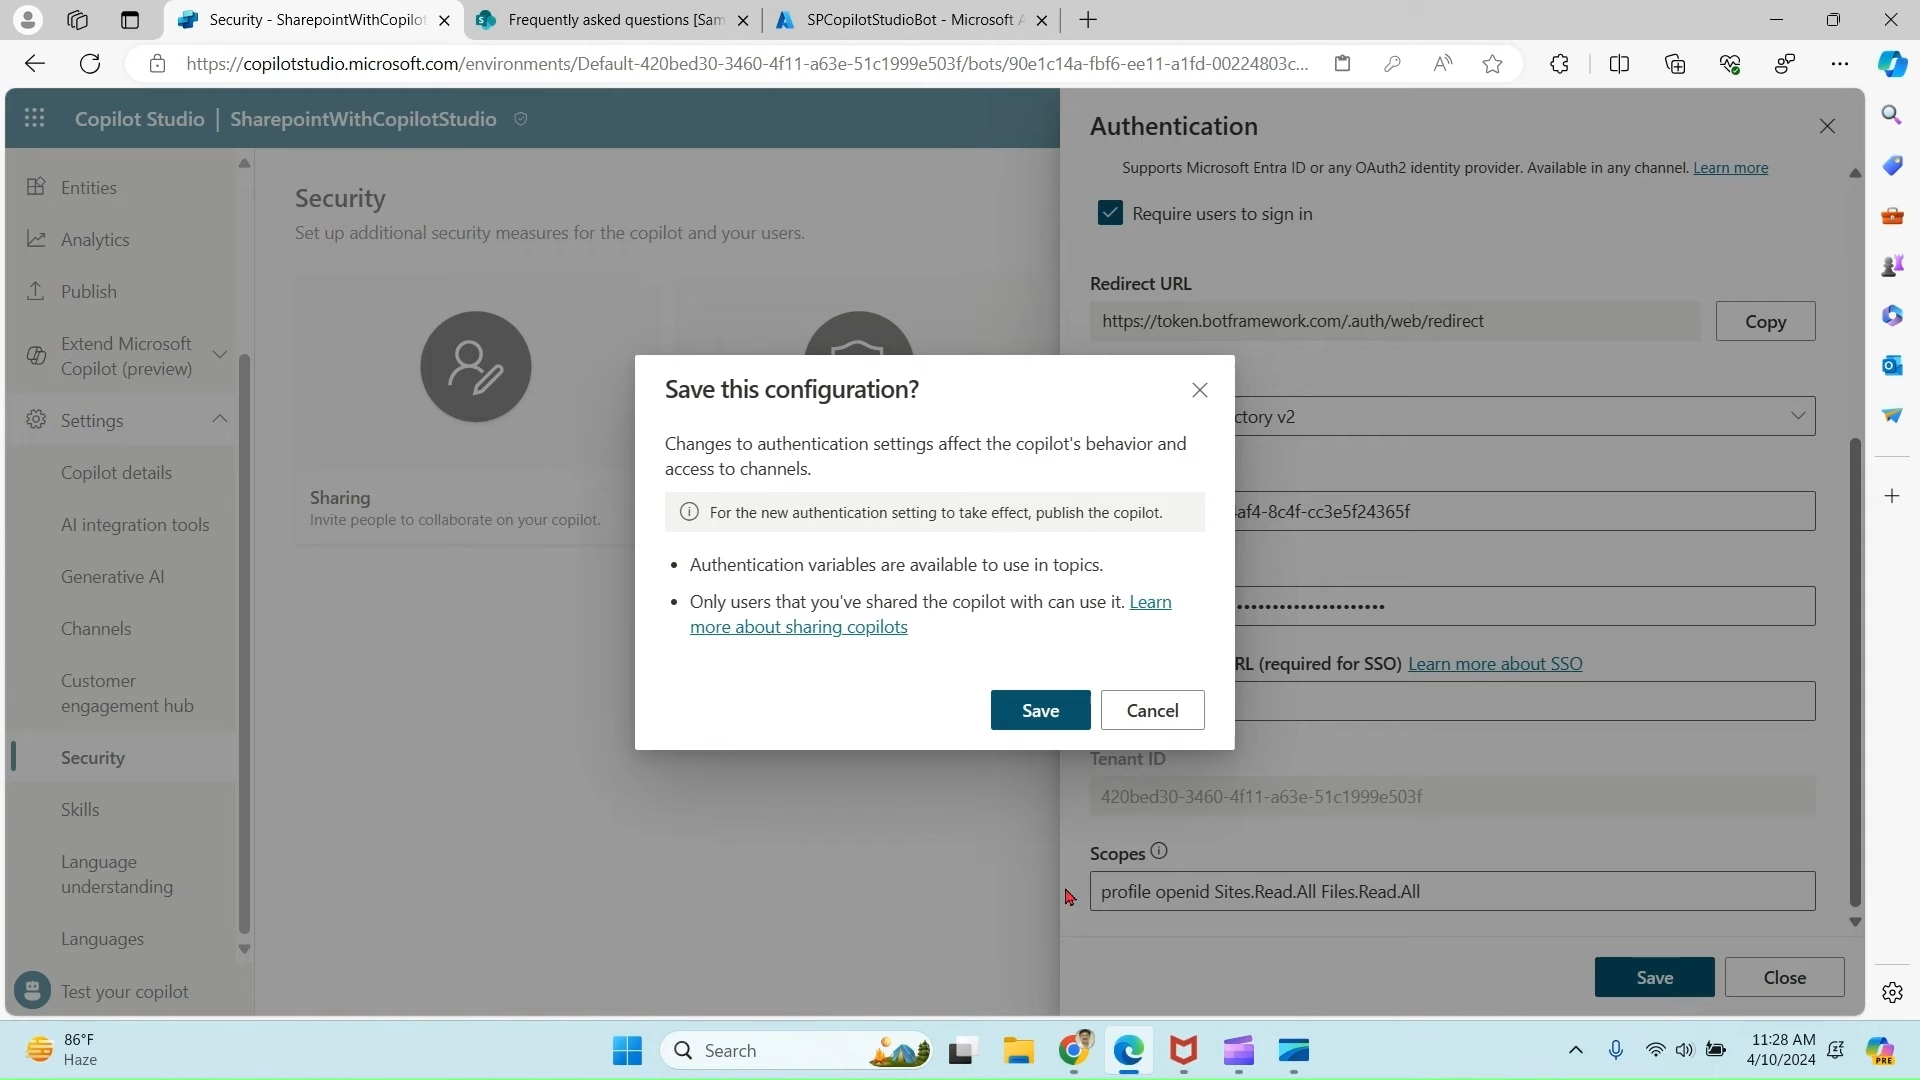 Security - SharepointWithCopilot
Frequently asked questions [Sam
SPCopilotStudioBot - Microsoft A
https://copilotstudio.microsoft.com/environments/Default-420bed30-3460-4f11-a63e-51c1999e503f/bots/90e1c14a-fbf6-ee11-a1fd-00224803c...
Copilot Studio | SharepointWithCopilotStudio
Entities
Analytics
Publish
Extend Microsoft
Copilot (preview)
Settings
Copilot details
AI integration tools
Generative AI
Channels
Customer
engagement hub
Security
Skills
Language
understanding
Languages
Test your copilot
Security
Set up additional security measures for the copilot and your users.
Sharing
Invite people to collaborate on your copilot.
Authentication
Supports Microsoft Entra ID or any OAuth2 identity provider. Available in any channel. Learn more
Require users to sign in
Redirect URL
https://token.botframework.com/.auth/web/redirect
Copy
ctory v2
af4-8c4f-cc3e5f24365f
•••••••••••••••••••••
RL (required for SSO) Learn more about SSO
Tenant ID
420bed30-3460-4f11-a63e-51c1999e503f
Scopes
profile openid Sites.Read.All Files.Read.All
Save
Close
Save this configuration?
Changes to authentication settings affect the copilot's behavior and
access to channels.
For the new authentication setting to take effect, publish the copilot.
• Authentication variables are available to use in topics.
• Only users that you've shared the copilot with can use it. Learn
more about sharing copilots
Save
Cancel
86°F
Haze
Search
11:28 AM
4/10/2024
PRE